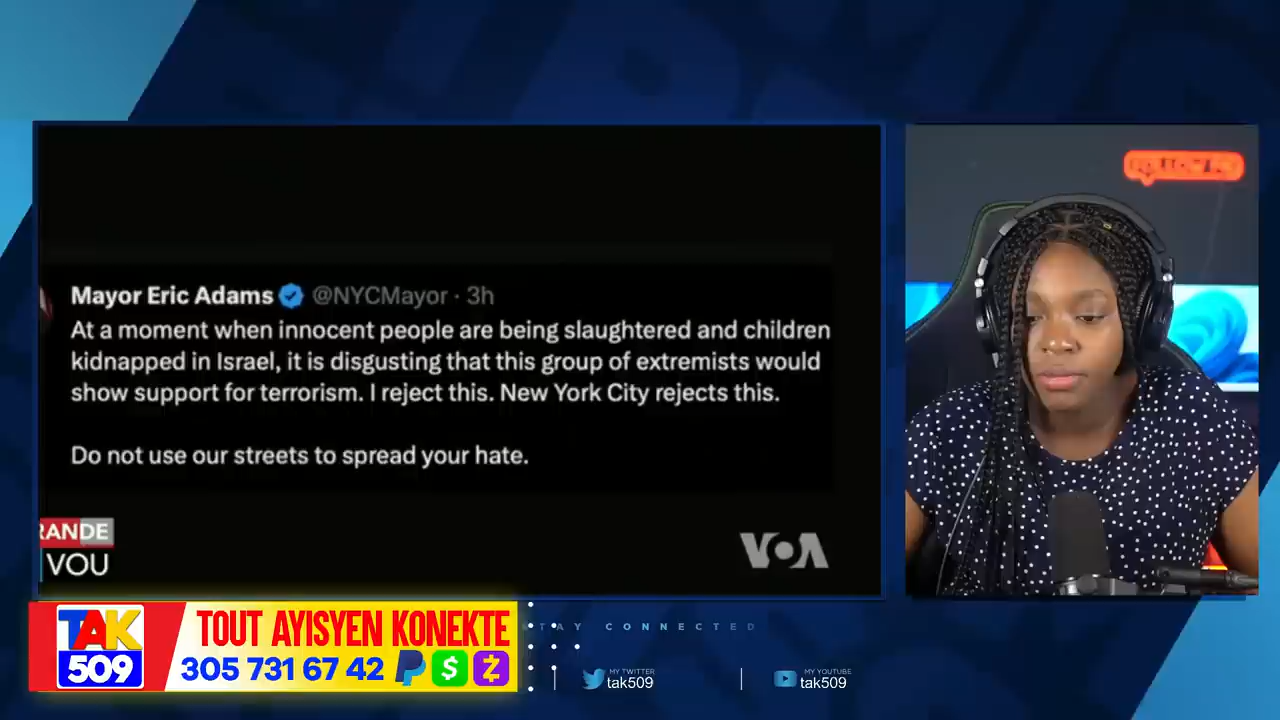 Mayor Eric Adams @NYCMayor · 3h
At a moment when innocent people are being slaughtered and children
kidnapped in Israel, it is disgusting that this group of extremists would
show support for terrorism. I reject this. New York City rejects this.
Do not use our streets to spread your hate.
RANDE
VOU
VOA
TAK
509
TOUT AYISYEN KONEKTE
305 731 67 42
STAY CONNECTED
MY TWITTER
tak509
MY YOUTUBE
tak509